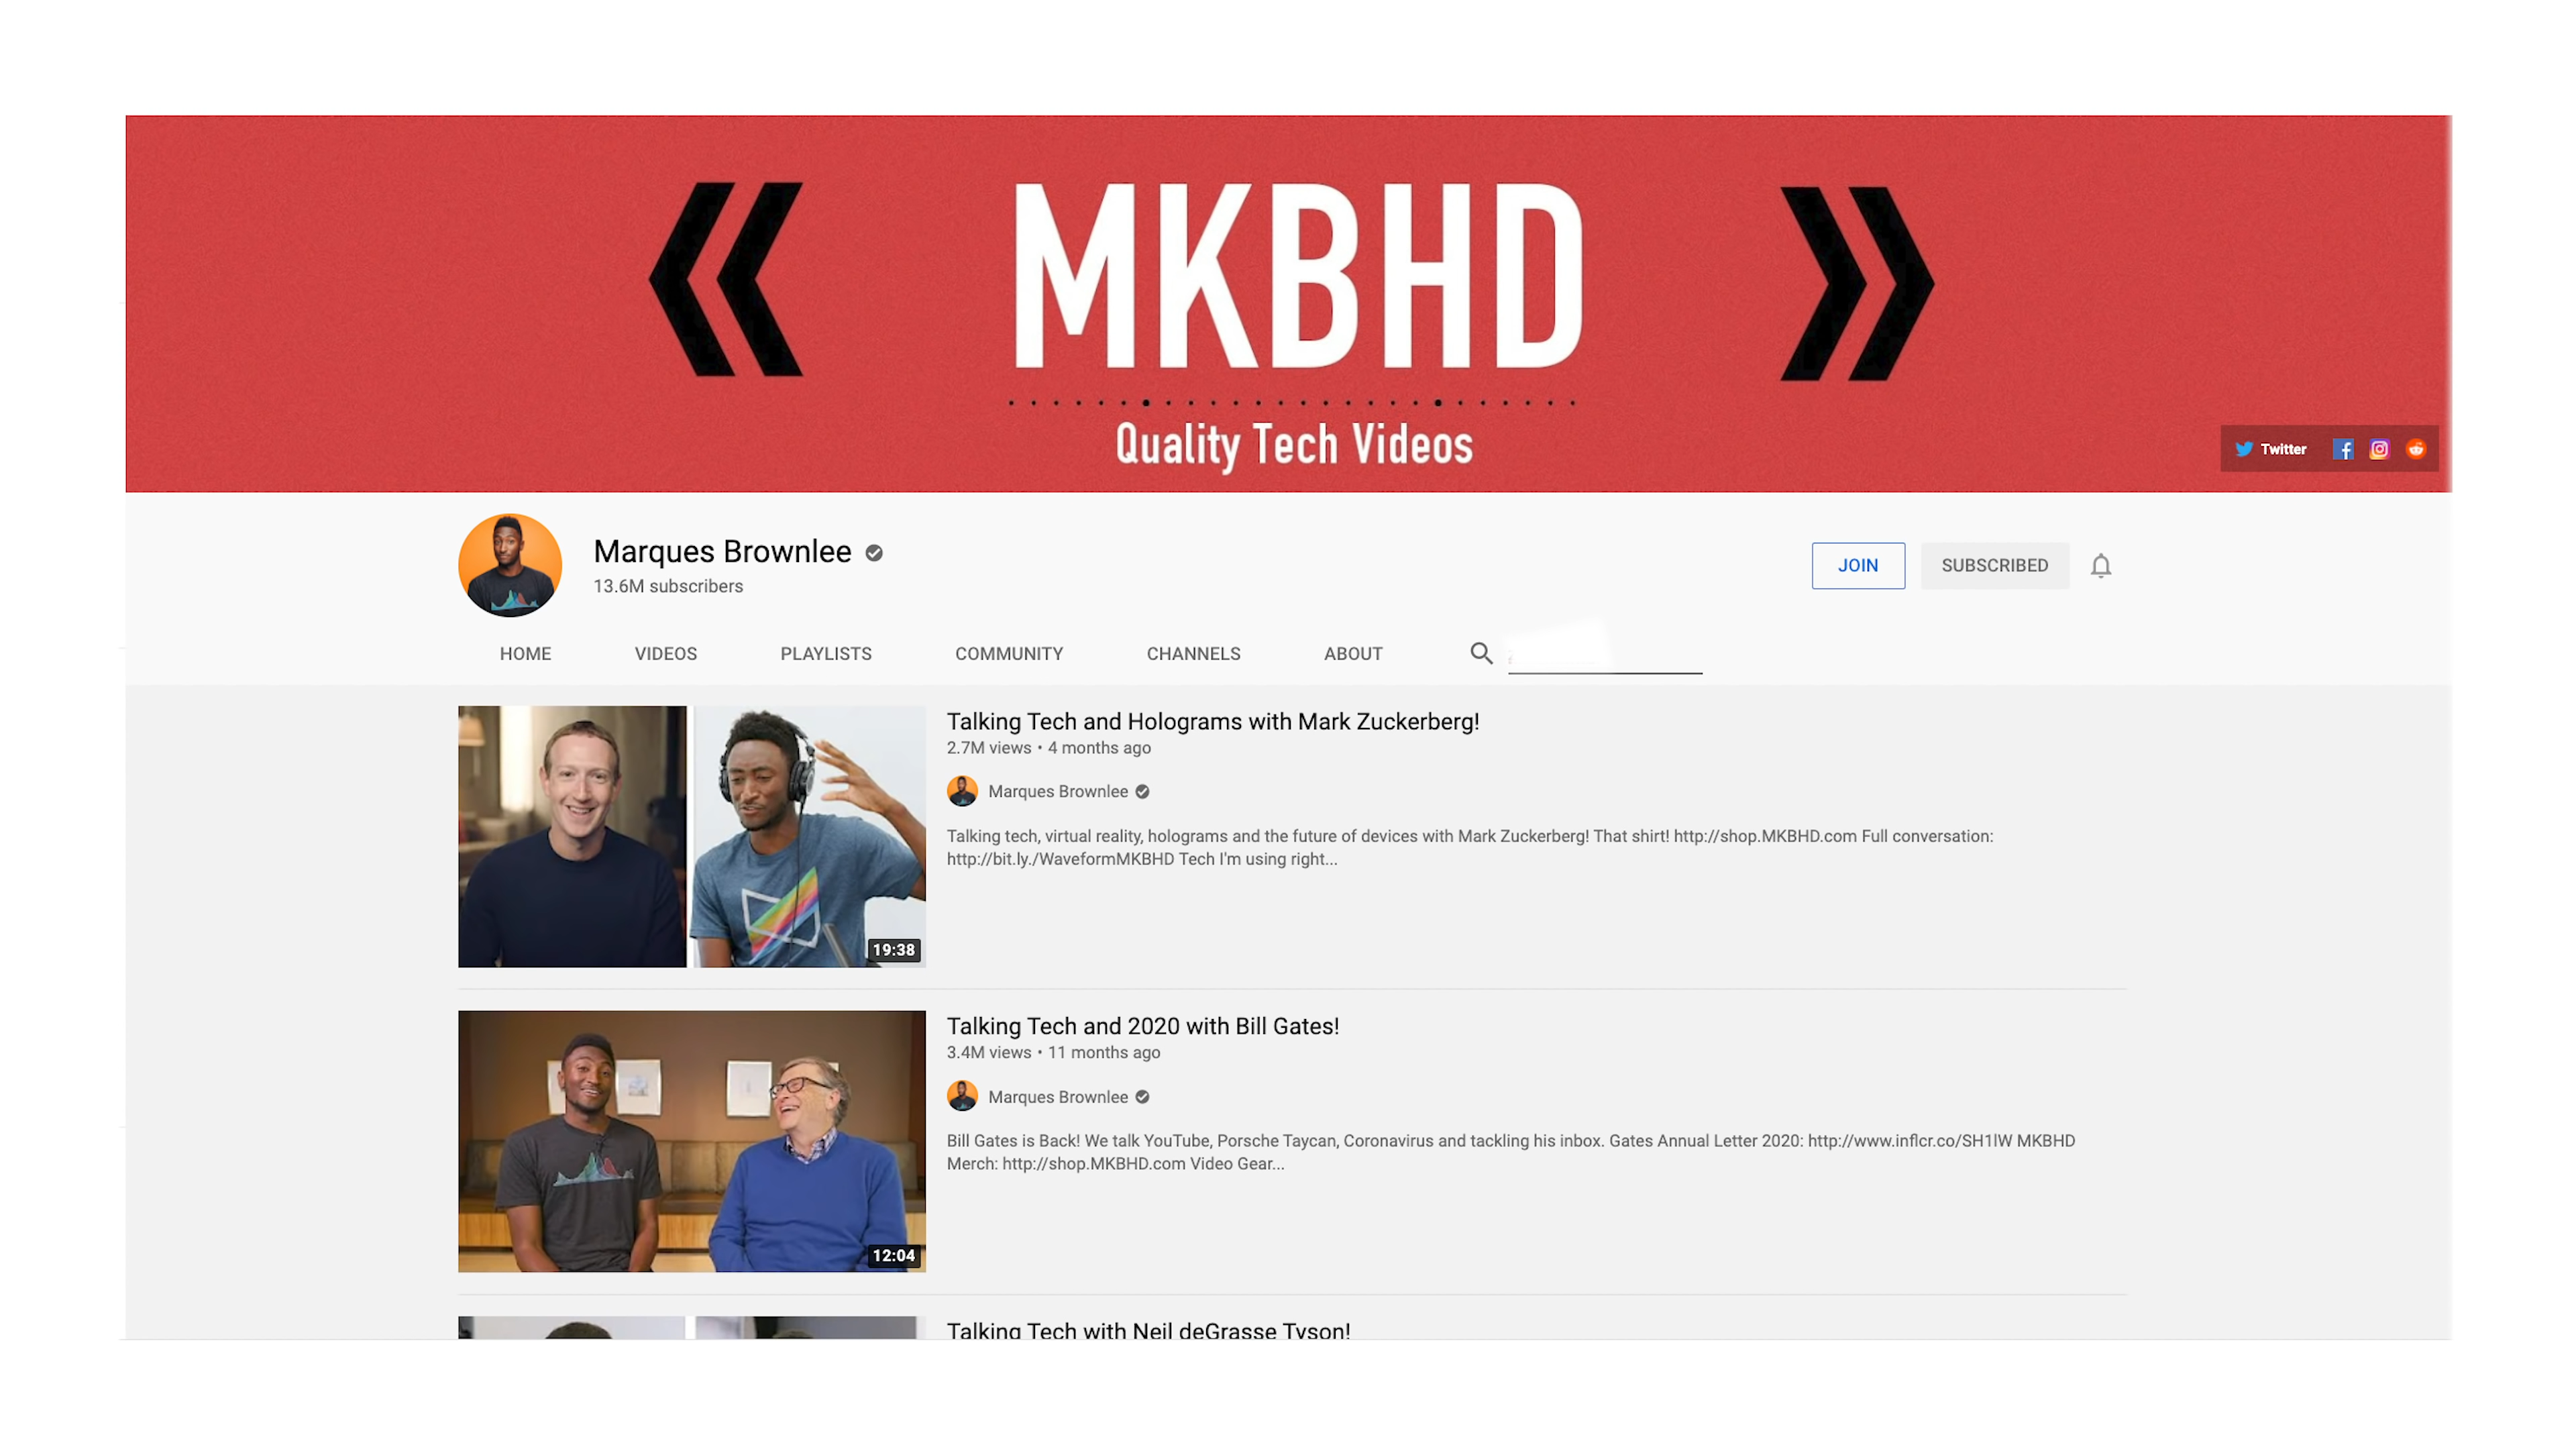 MKBHD
Quality Tech Videos
Twitter
Marques Brownlee
13.6M subscribers
JOIN
SUBSCRIBED
HOME
VIDEOS
PLAYLISTS
COMMUNITY
CHANNELS
ABOUT
Talking Tech and Holograms with Mark Zuckerberg!
2.7M views • 4 months ago
Marques Brownlee
Talking tech, virtual reality, holograms and the future of devices with Mark Zuckerberg! That shirt! http://shop.MKBHD.com Full conversation:
http://bit.ly./WaveformMKBHD Tech I'm using right...
19:38
Talking Tech and 2020 with Bill Gates!
3.4M views • 11 months ago
Marques Brownlee
Bill Gates is Back! We talk YouTube, Porsche Taycan, Coronavirus and tackling his inbox. Gates Annual Letter 2020: http://www.inflcr.co/SH1lW MKBHD
Merch: http://shop.MKBHD.com Video Gear...
12:04
Talking Tech with Neil deGrasse Tyson!